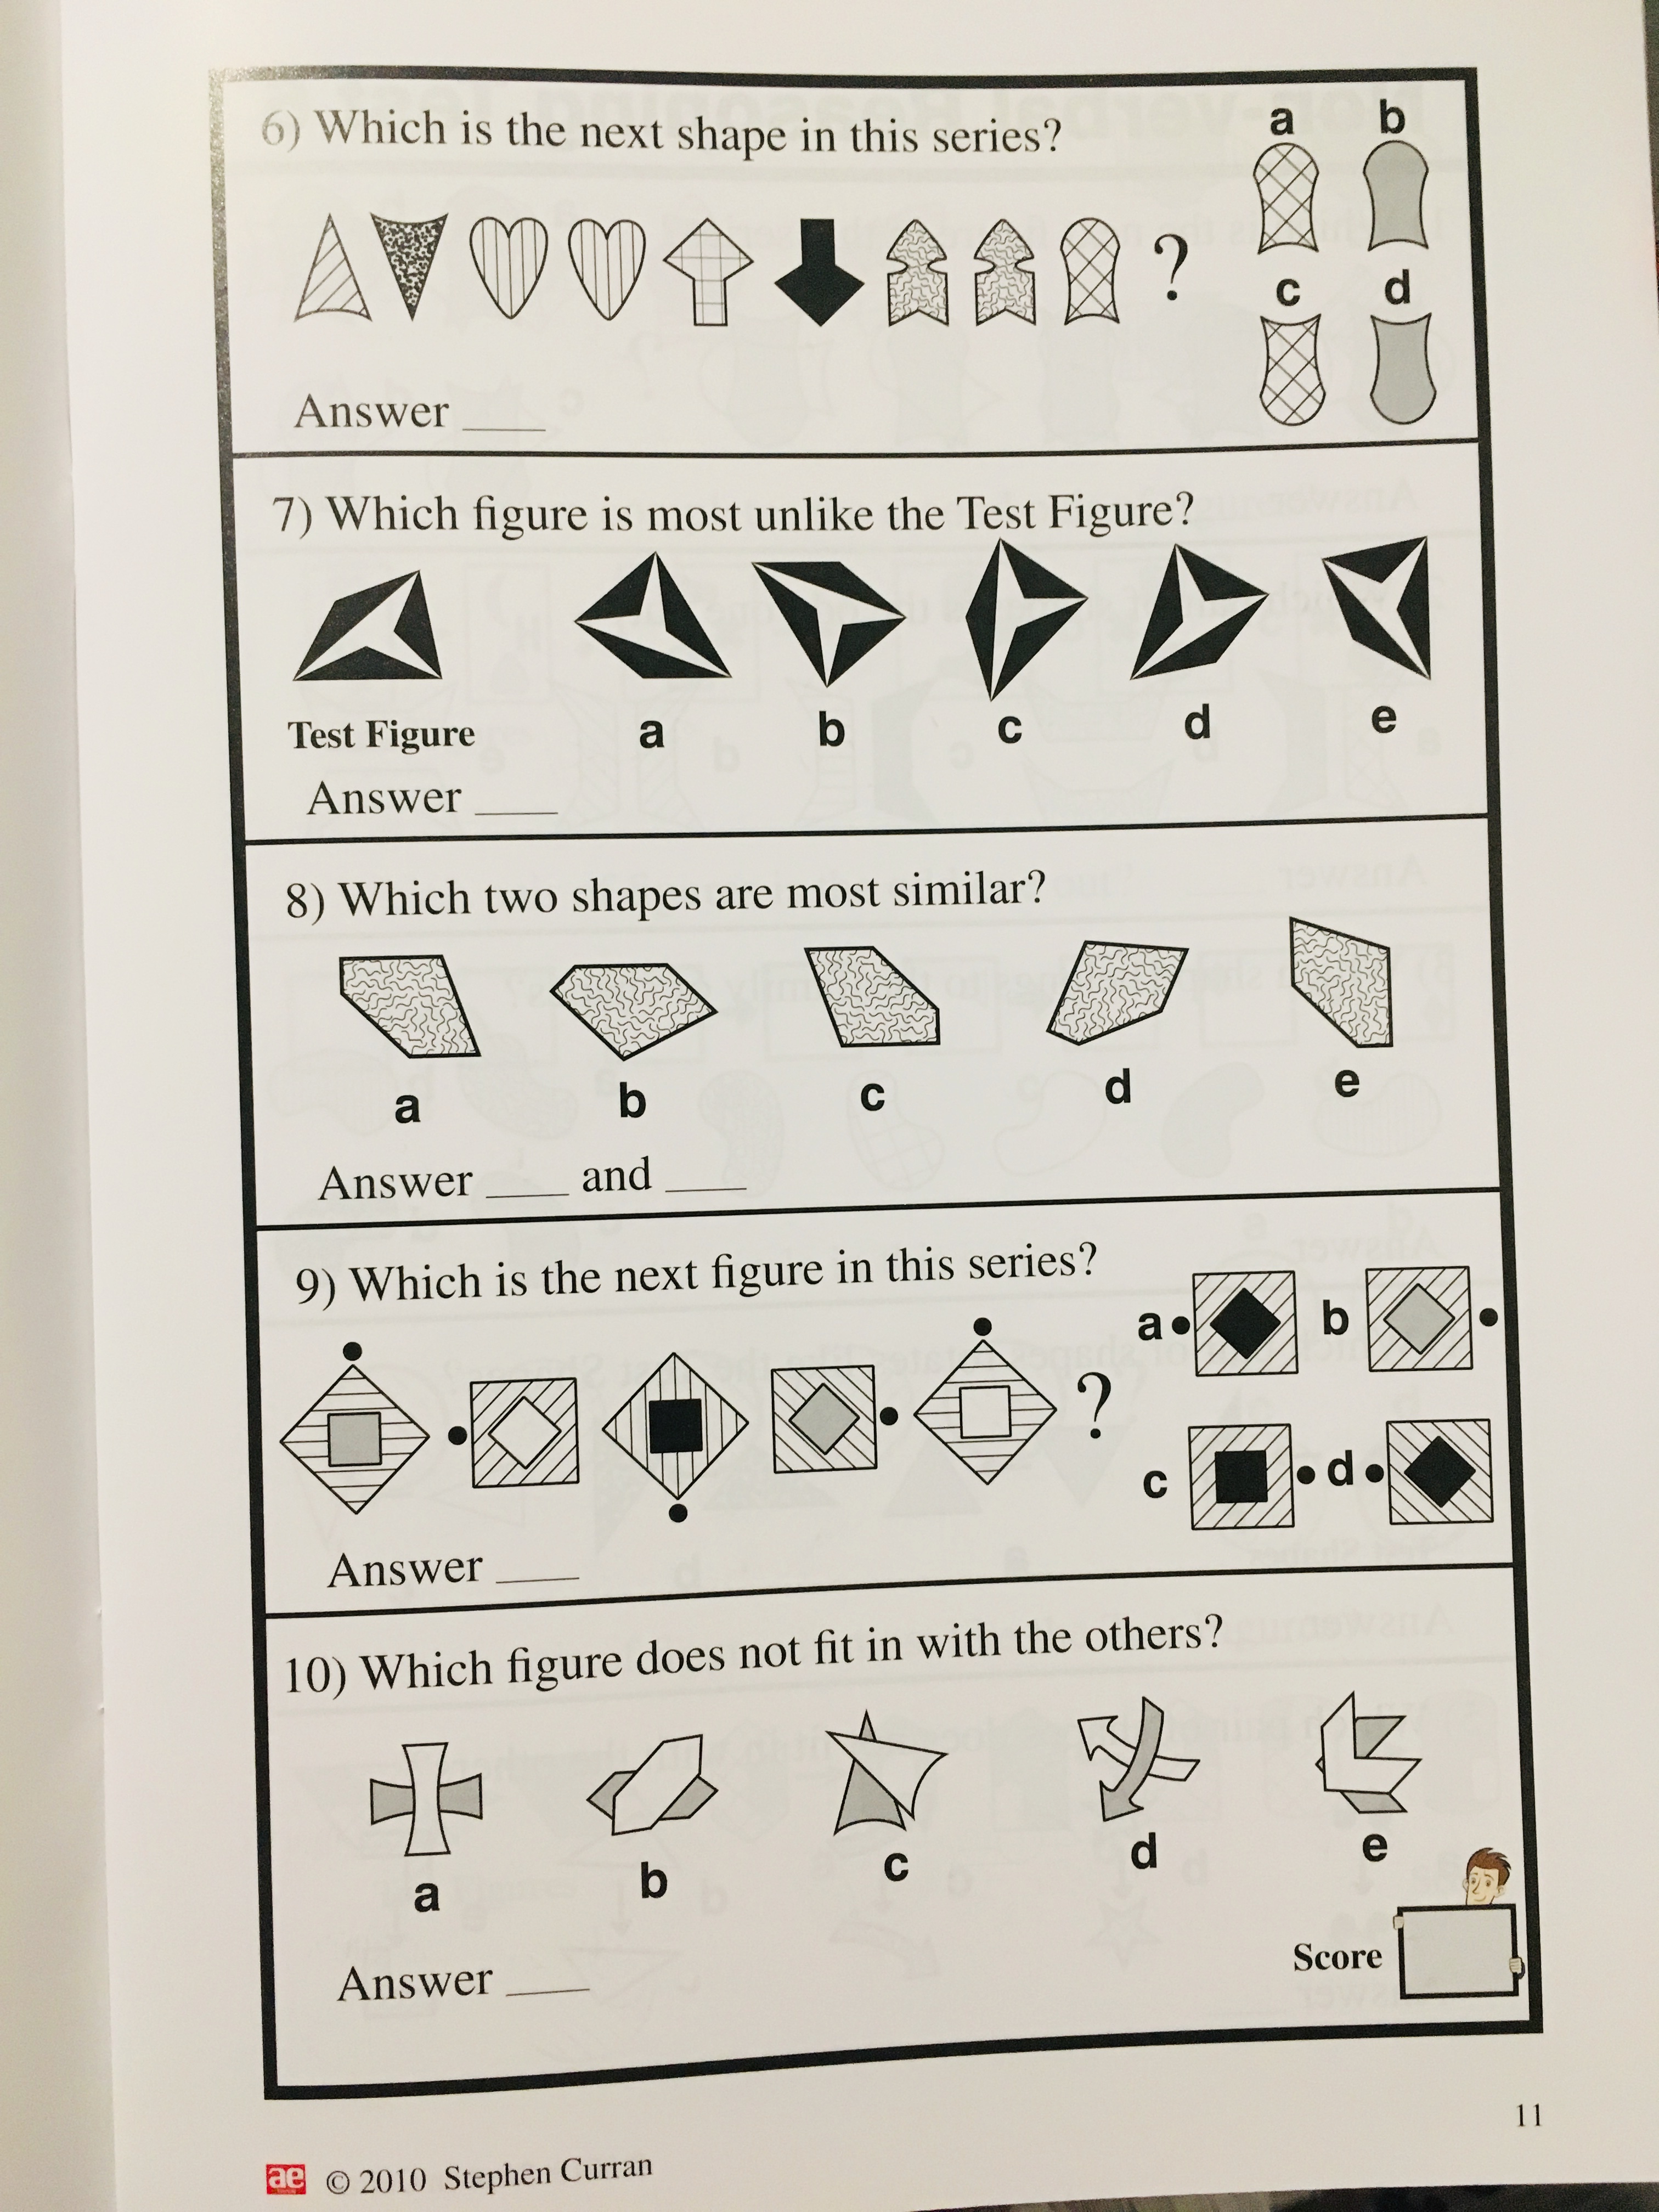 6) Which is the next shape in this series?
a b
?
c d
Answer ____
7) Which figure is most unlike the Test Figure?
Test Figure a b c d e
Answer ____
8) Which two shapes are most similar?
a b c d e
Answer ____ and ____
9) Which is the next figure in this series?
a b
?
c d
Answer ____
10) Which figure does not fit in with the others?
a b c d e
Score
Answer ____
11
ae © 2010 Stephen Curran